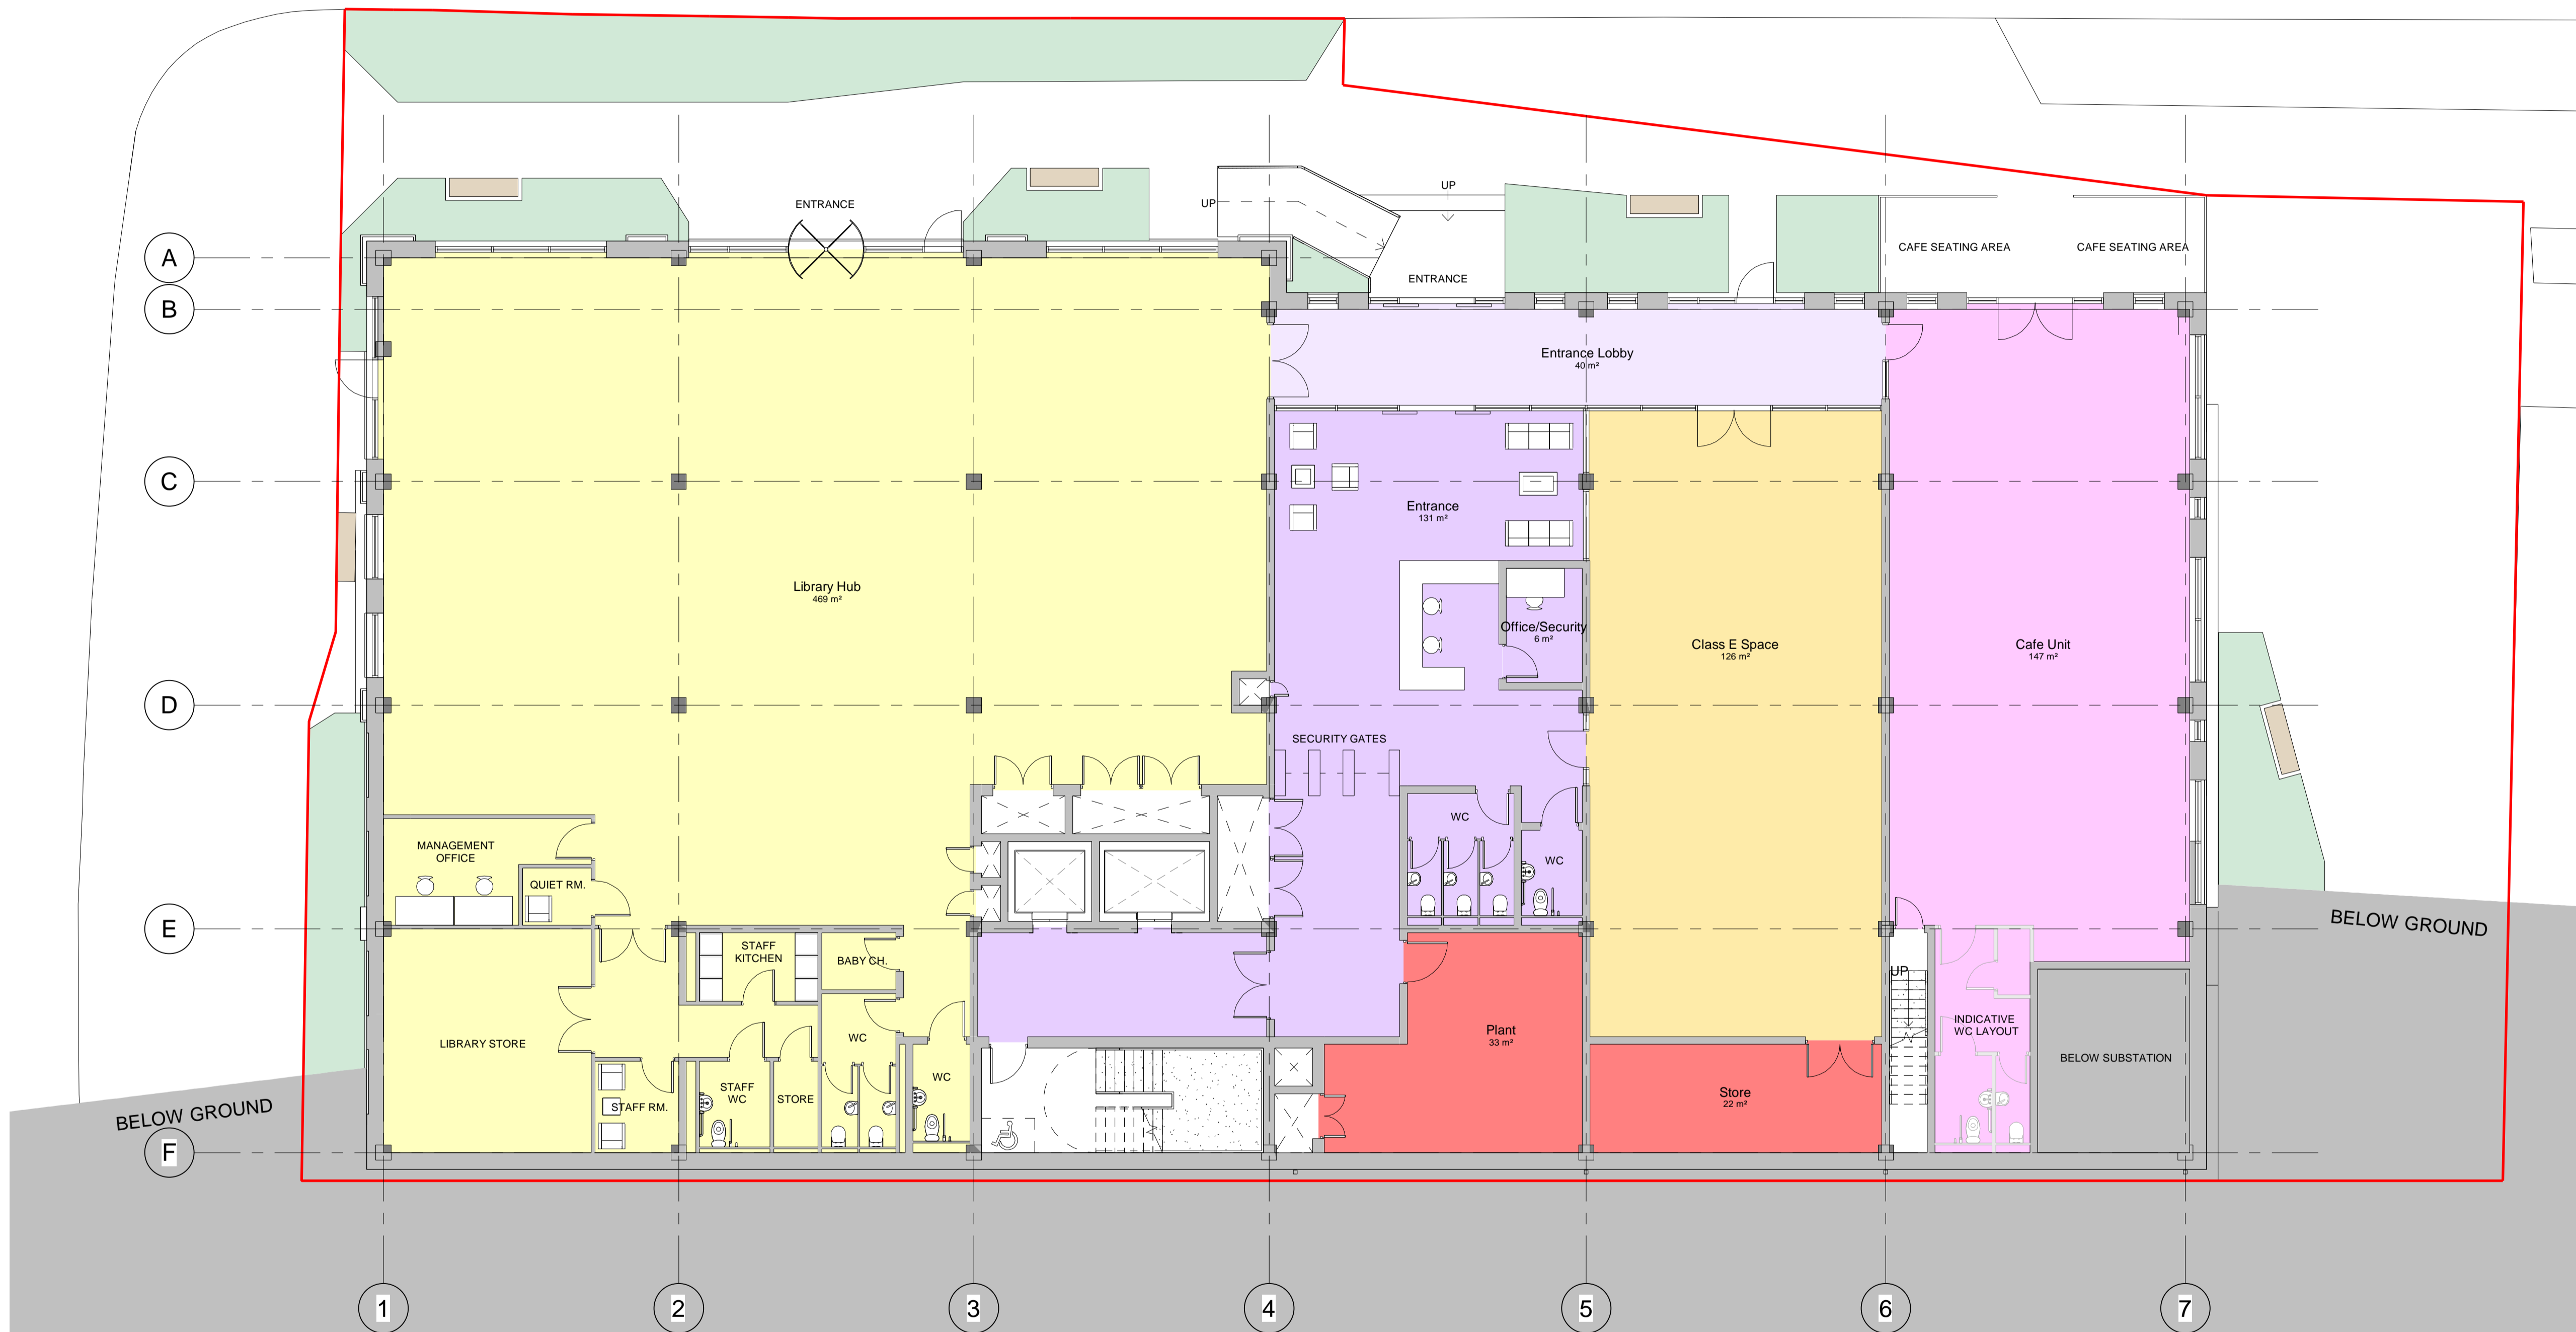 UP
ENTRANCE
UP
A
CAFE SEATING AREA
CAFE SEATING AREA
ENTRANCE
B
Entrance Lobby
40 m²
C
Entrance
131 m²
Library Hub
469 m²
Office/Security
6 m²
Class E Space
126 m²
Cafe Unit
147 m²
D
SECURITY GATES
WC
MANAGEMENT
OFFICE
WC
QUIET RM.
E
BELOW GROUND
STAFF
KITCHEN
BABY CH.
UP
LIBRARY STORE
WC
Plant
33 m²
INDICATIVE
WC LAYOUT
BELOW SUBSTATION
WC
STAFF
WC
STORE
STAFF RM.
Store
22 m²
BELOW GROUND
F
1
2
3
4
5
6
7